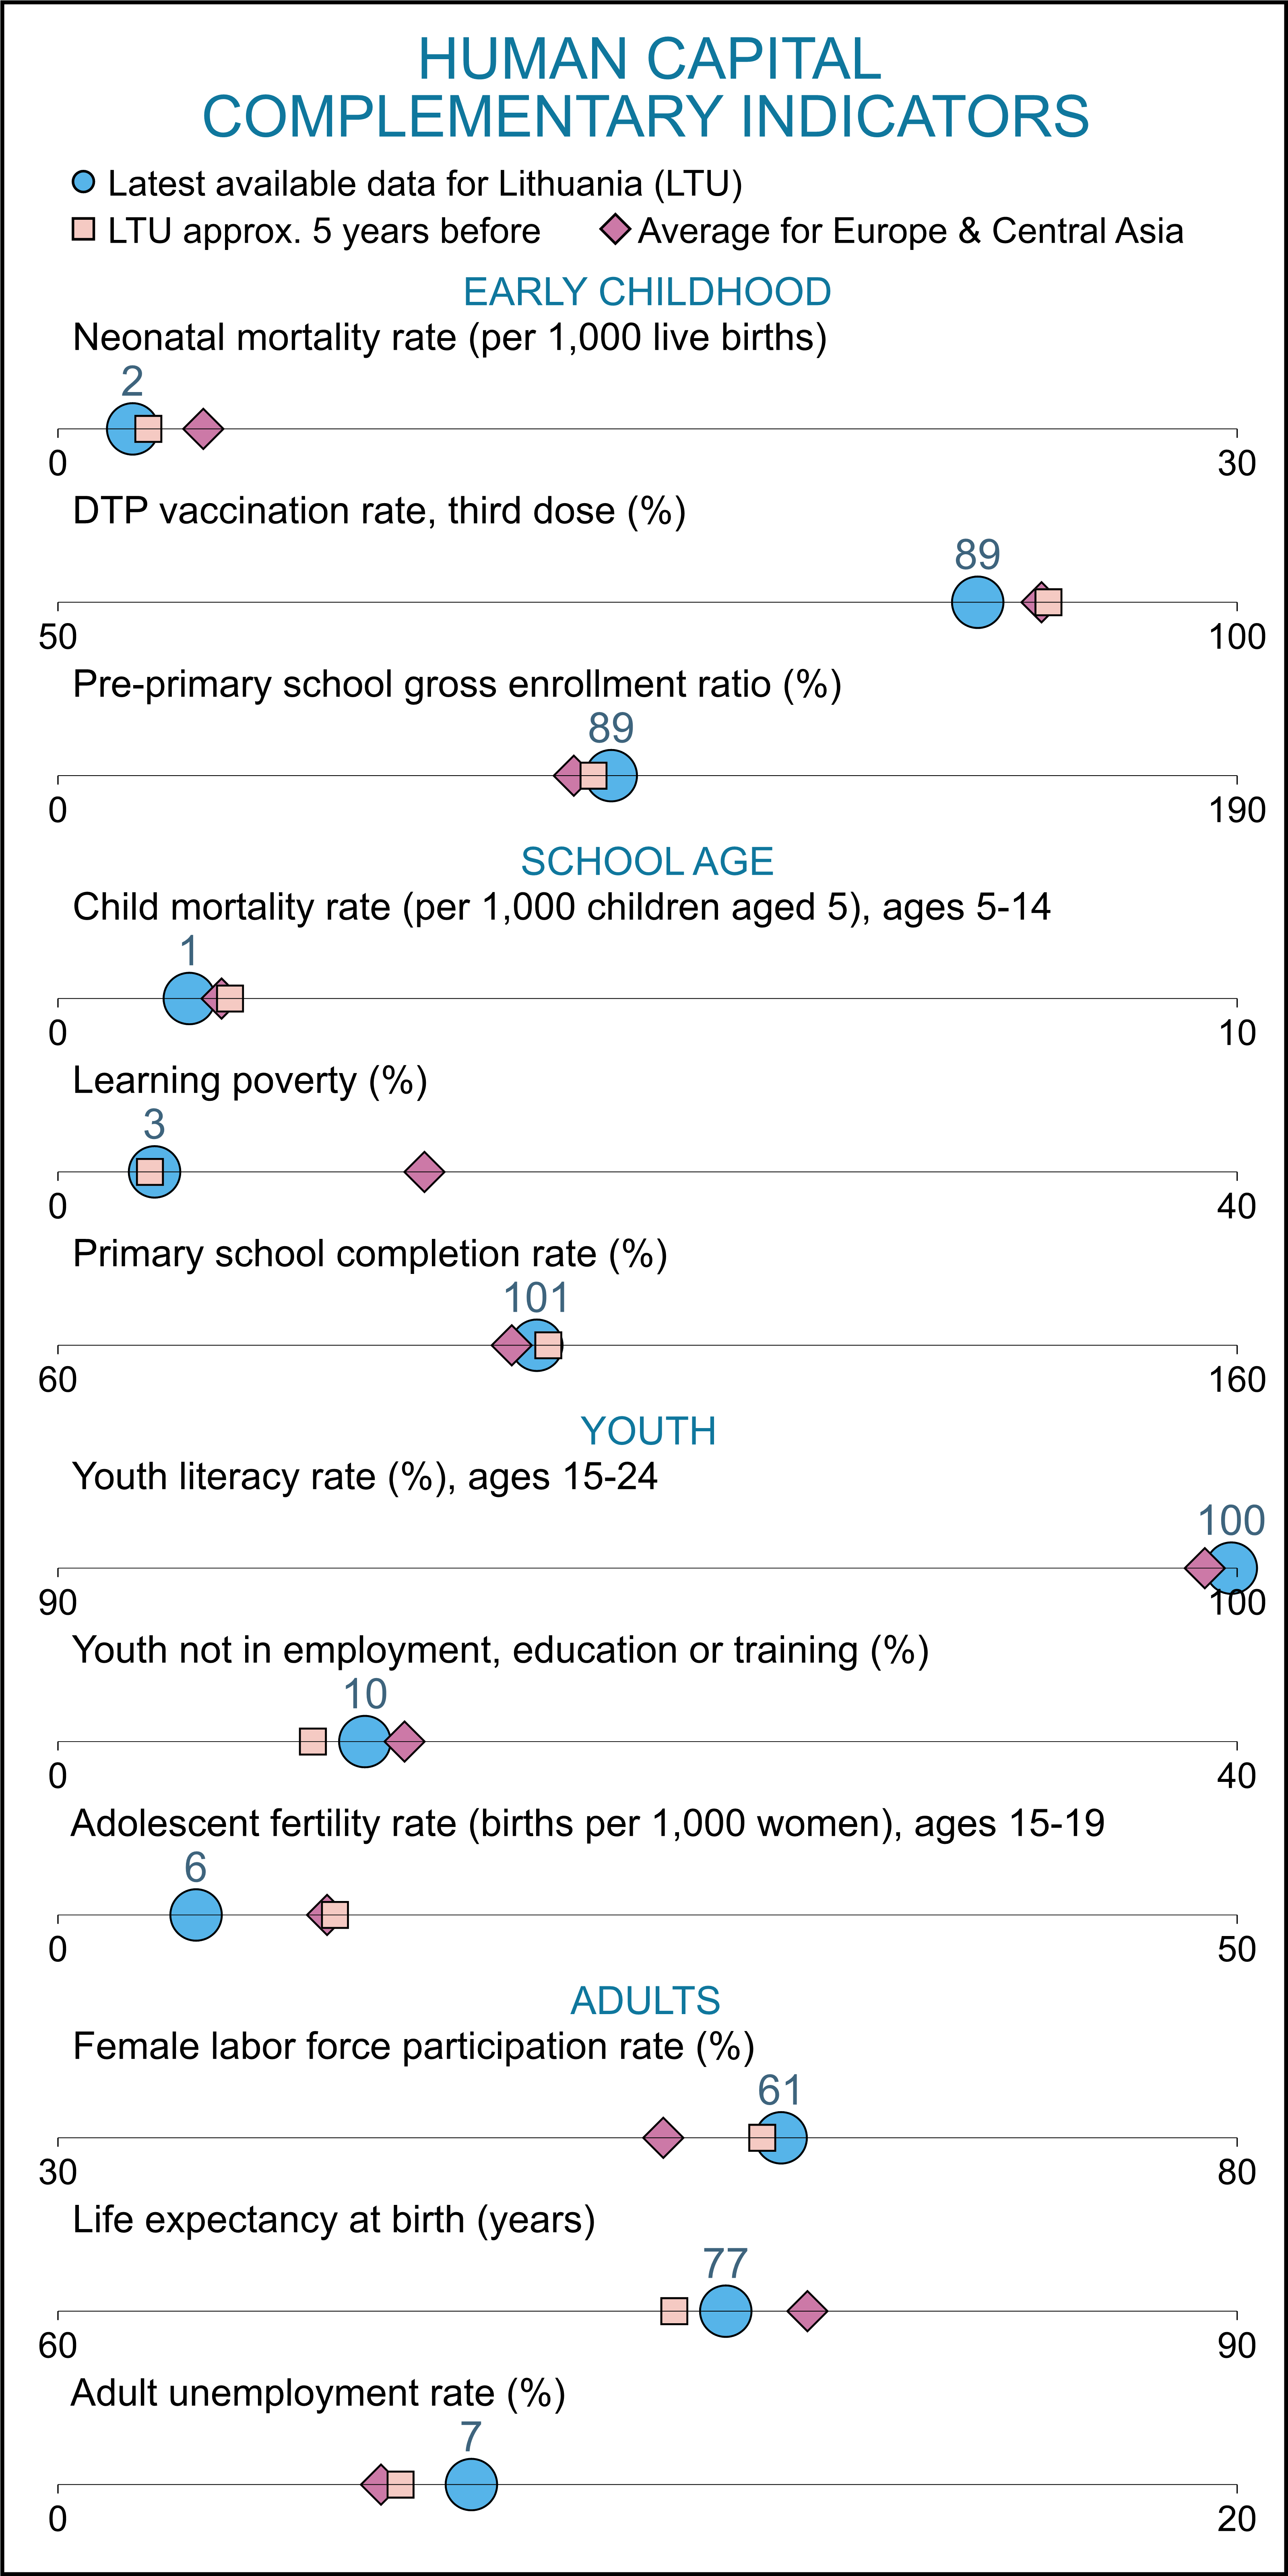 HUMAN CAPITAL
COMPLEMENTARY INDICATORS
Latest available data for Lithuania (LTU)
LTU approx. 5 years before Average for Europe & Central Asia
EARLY CHILDHOOD
Neonatal mortality rate (per 1,000 live births)
2
0 30
DTP vaccination rate, third dose (%)
89
50 100
Pre-primary school gross enrollment ratio (%)
89
0 190
SCHOOL AGE
Child mortality rate (per 1,000 children aged 5), ages 5-14
1
0 10
Learning poverty (%)
3
0 40
Primary school completion rate (%)
101
60 160
YOUTH
Youth literacy rate (%), ages 15-24
100
90 100
Youth not in employment, education or training (%)
10
0 40
Adolescent fertility rate (births per 1,000 women), ages 15-19
6
0 50
ADULTS
Female labor force participation rate (%)
61
30 80
Life expectancy at birth (years)
77
60 90
Adult unemployment rate (%)
7
0 20